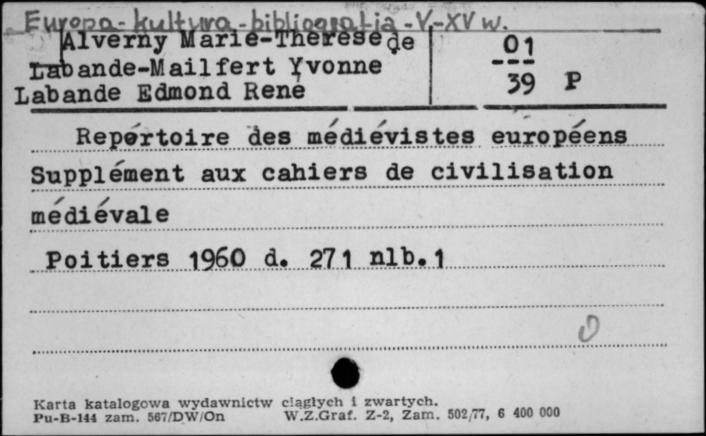 Europa - kultura - bibliografia - V-XV w.
Alverny Marie-Therese de
01
Labande-Mailfert Yvonne
---
Labande Edmond René
39 P
Repértoire des médiévistes européens
Supplément aux cahiers de civilisation
médiévale
Poitiers 1960 d. 271 nlb.1
Karta katalogowa wydawnictw ciągłych i zwartych.
Pu-B-144 zam. 567/DW/On W.Z.Graf. Z-2, Zam. 502/77, 6 400 000